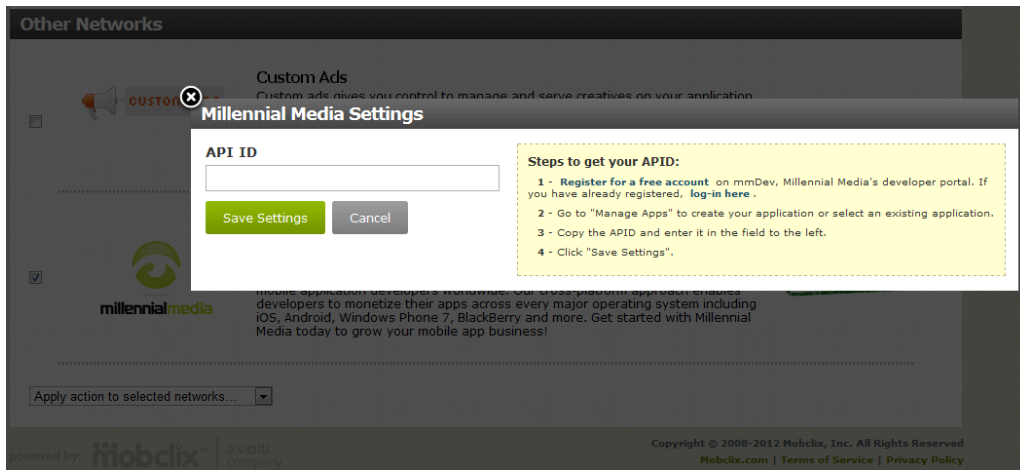 Other Networks
Custom Ads
Custom ads gives you control to manage and serve creatives on your application
CUSTOM
Millennial Media Settings
API ID
Save Settings
Cancel
Steps to get your APID:
1 - Register for a free account on mmDev, Millennial Media's developer portal. If
you have already registered, log-in here .
2 - Go to "Manage Apps" to create your application or select an existing application.
3 - Copy the APID and enter it in the field to the left.
4 - Click "Save Settings".
millennialmedia
mobile application developers worldwide. Our cross-platform approach enables
developers to monetize their apps across every major operating system including
iOS, Android, Windows Phone 7, BlackBerry and more. Get started with Millennial
Media today to grow your mobile app business!
Apply action to selected networks...
powered by: mobclix™ a velti
company
Copyright © 2008-2012 Mobclix, Inc. All Rights Reserved
Mobclix.com | Terms of Service | Privacy Policy